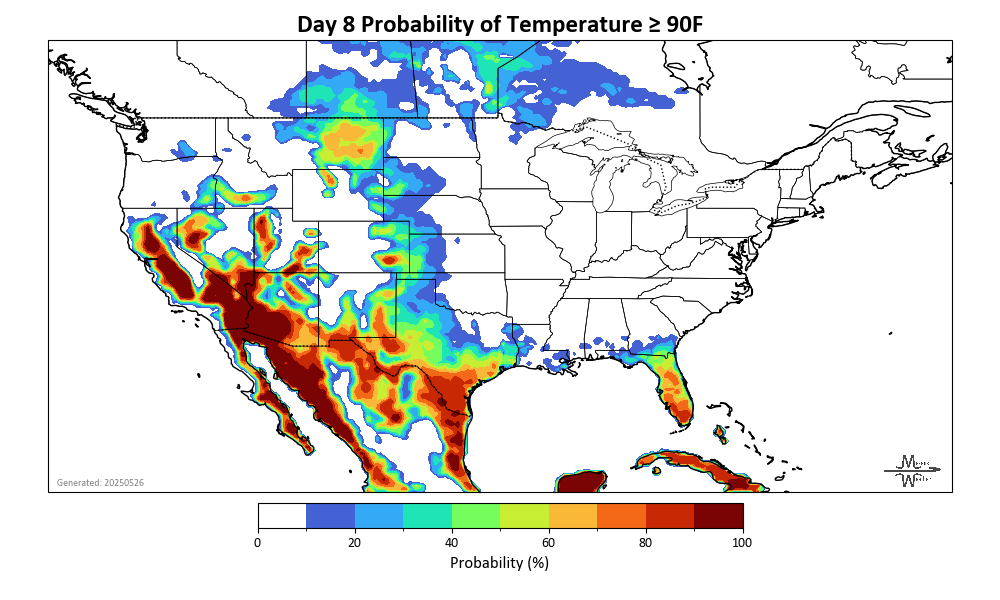 Day 8 Probability of Temperature ≥ 90F
Generated: 20250526
0 20 40 60 80 100
Probability (%)